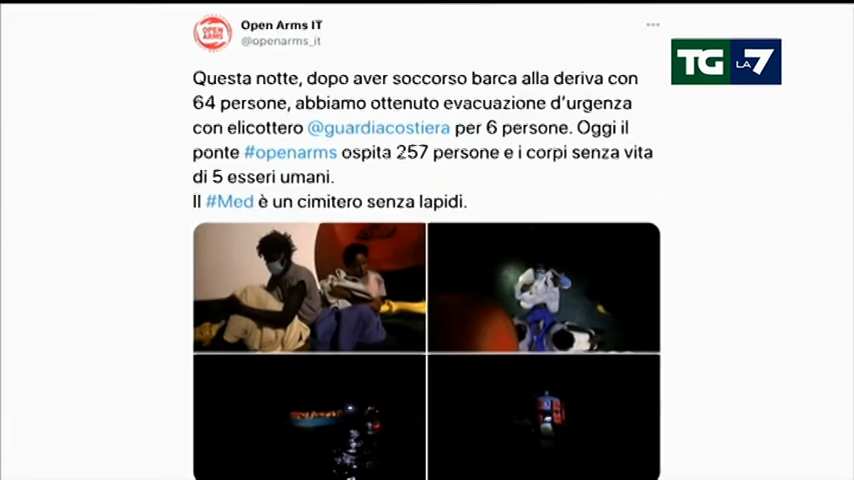 Open Arms IT
@openarms_it
TG LA 7
Questa notte, dopo aver soccorso barca alla deriva con
64 persone, abbiamo ottenuto evacuazione d'urgenza
con elicottero @guardiacostiera per 6 persone. Oggi il
ponte #openarms ospita 257 persone e i corpi senza vita
di 5 esseri umani.
Il #Med è un cimitero senza lapidi.